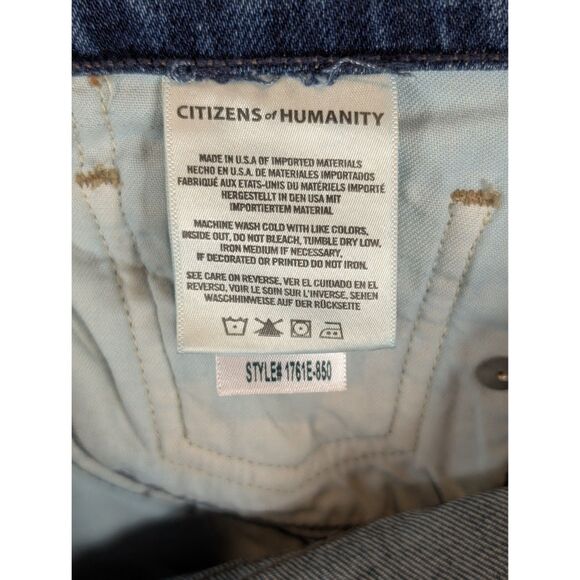 CITIZENS of HUMANITY
MADE IN U.S.A OF IMPORTED MATERIALS
HECHO EN U.S.A. DE MATERIALES IMPORTADOS
FABRIQUÉ AUX ETATS-UNIS DU MATÉRIELS IMPORTÉ
HERGESTELLT IN DEN USA MIT
IMPORTIERTEM MATERIAL
MACHINE WASH COLD WITH LIKE COLORS,
INSIDE OUT, DO NOT BLEACH, TUMBLE DRY LOW,
IRON MEDIUM IF NECESSARY,
IF DECORATED OR PRINTED DO NOT IRON.
SEE CARE ON REVERSE, VER EL CUIDADO EN EL
REVERSO, VOIR LE SOIN SUR L'INVERSE, SEHEN
WASCHHINWEISE AUF DER RÜCKSEITE
STYLE# 1761E-850